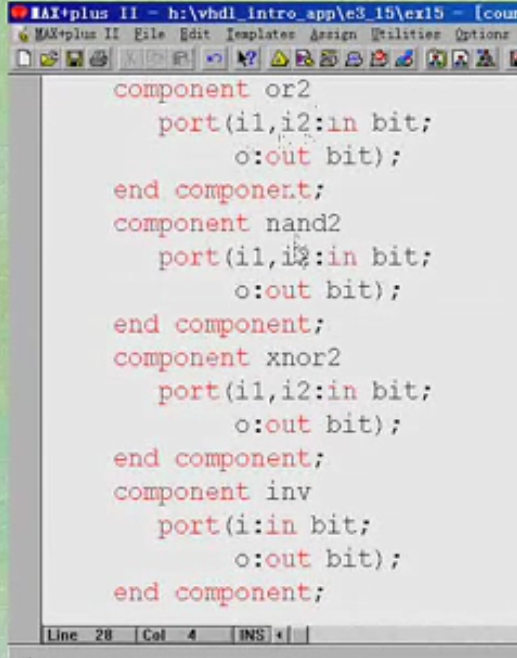 MAX+plus II - h:\vhdl_intro_app\e3_15\ex15 - [coun
MAX+plus II File Edit Templates Assign Utilities Options
component or2
port(i1,i2:in bit;
o:out bit);
end component;
component nand2
port(i1,i2:in bit;
o:out bit);
end component;
component xnor2
port(i1,i2:in bit;
o:out bit);
end component;
component inv
port(i:in bit;
o:out bit);
end component;
Line 28 Col 4 INS